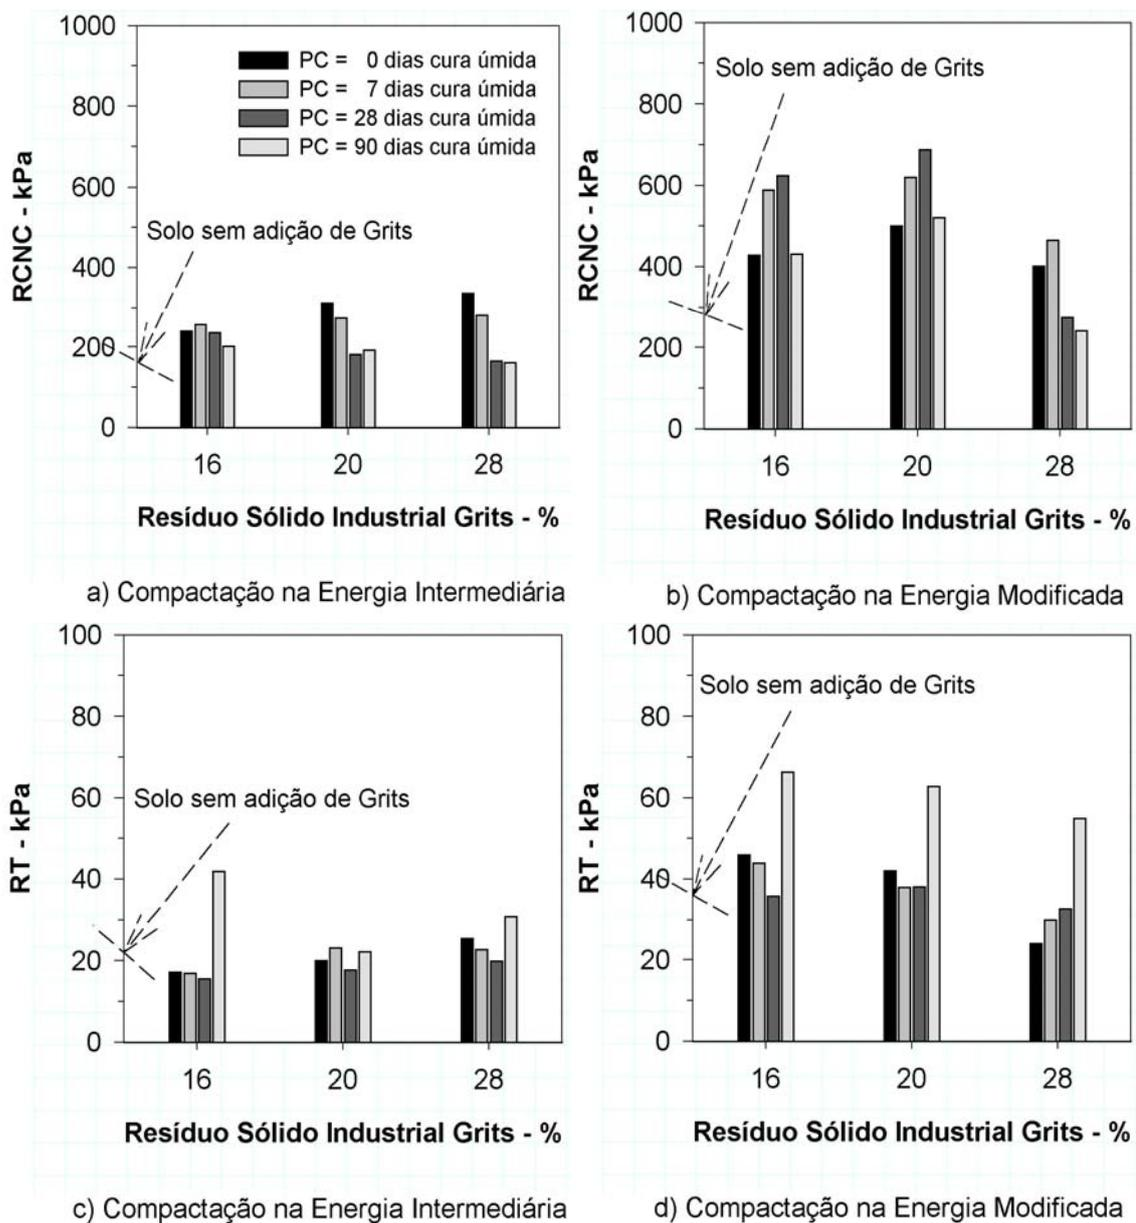 1000
800
600
400
200
0
RCNC - kPa
PC = 0 dias cura úmida
PC = 7 dias cura úmida
PC = 28 dias cura úmida
PC = 90 dias cura úmida
Solo sem adição de Grits
16 20 28
Resíduo Sólido Industrial Grits - %
a) Compactação na Energia Intermediária
1000
800
600
400
200
0
RCNC - kPa
Solo sem adição de Grits
16 20 28
Resíduo Sólido Industrial Grits - %
b) Compactação na Energia Modificada
100
80
60
40
20
0
RT - kPa
Solo sem adição de Grits
16 20 28
Resíduo Sólido Industrial Grits - %
c) Compactação na Energia Intermediária
100
80
60
40
20
0
RT - kPa
Solo sem adição de Grits
16 20 28
Resíduo Sólido Industrial Grits - %
d) Compactação na Energia Modificada